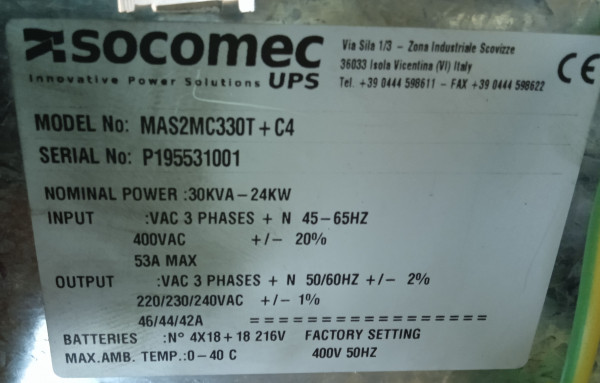 socomec
Innovative Power Solutions UPS
Via Sila 1/3 - Zona Industriale Scovizze
36033 Isola Vicentina (VI) Italy
Tel. +39 0444 598611 - FAX +39 0444 598622
CE
MODEL No: MAS2MC330T + C4
SERIAL No: P195531001
NOMINAL POWER :30KVA - 24KW
INPUT :VAC 3 PHASES + N 45-65HZ
400VAC +/- 20%
53A MAX
OUTPUT :VAC 3 PHASES + N 50/60HZ +/- 2%
220/230/240VAC +/- 1%
46/44/42A = = = = = = = = = = = = = = = =
BATTERIES :Nº 4X18 + 18 216V FACTORY SETTING
MAX.AMB. TEMP.:0-40 C 400V 50HZ